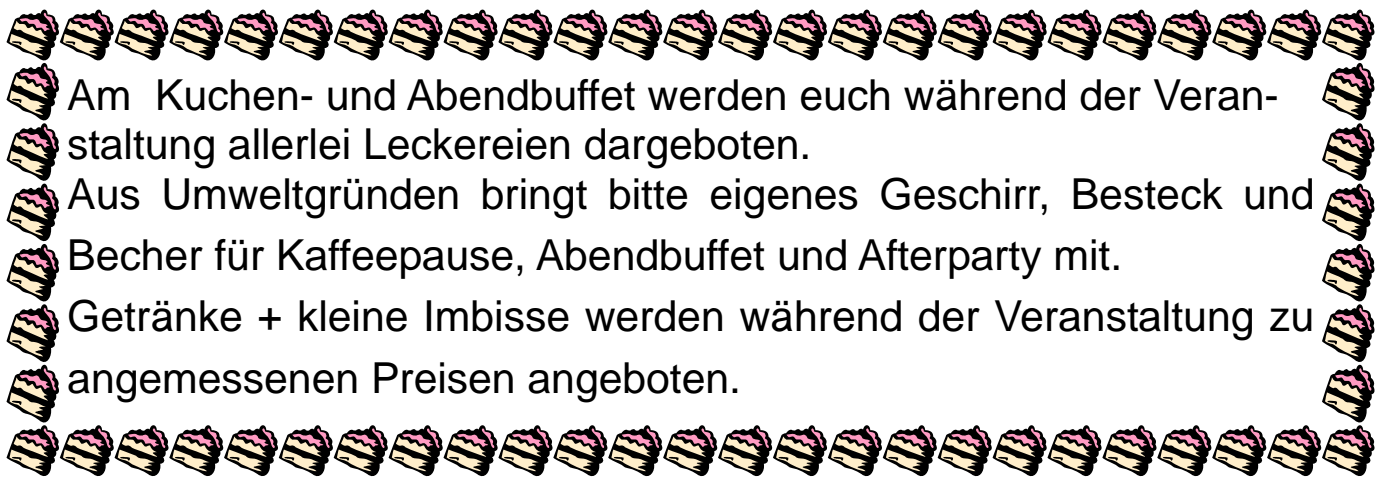 Am  Kuchen- und Abendbuffet werden euch während der Veran-
staltung allerlei Leckereien dargeboten.
Aus Umweltgründen bringt bitte eigenes Geschirr, Besteck und
Becher für Kaffeepause, Abendbuffet und Afterparty mit.
Getränke + kleine Imbisse werden während der Veranstaltung zu
angemessenen Preisen angeboten.